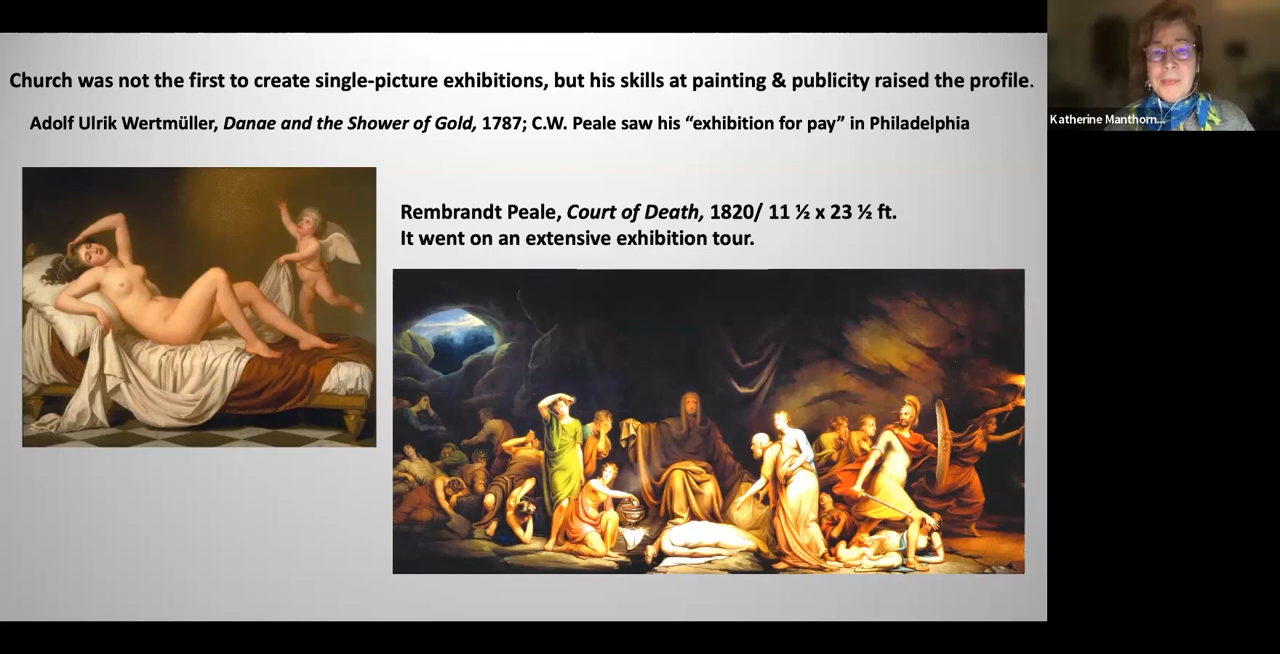 Church was not the first to create single-picture exhibitions, but his skills at painting & publicity raised the profile.
Adolf Ulrik Wertmüller, Danae and the Shower of Gold, 1787; C.W. Peale saw his “exhibition for pay” in Philadelphia
Katherine Manthorn...
Rembrandt Peale, Court of Death, 1820/ 11 ½ x 23 ½ ft.
It went on an extensive exhibition tour.